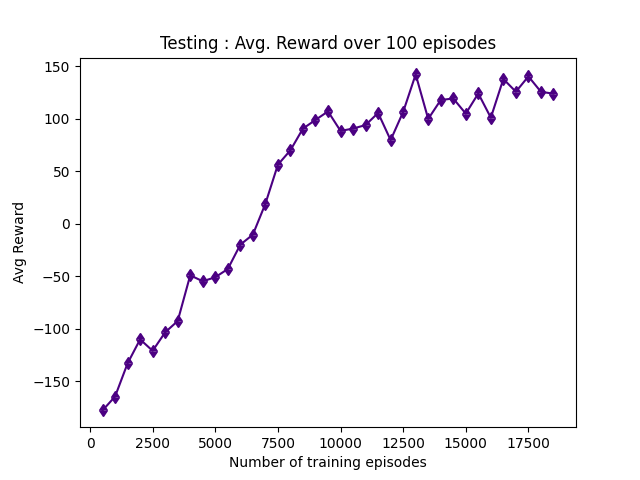 Testing : Avg. Reward over 100 episodes
150
100
50
0
−50
−100
−150
Avg Reward
0 2500 5000 7500 10000 12500 15000 17500
Number of training episodes